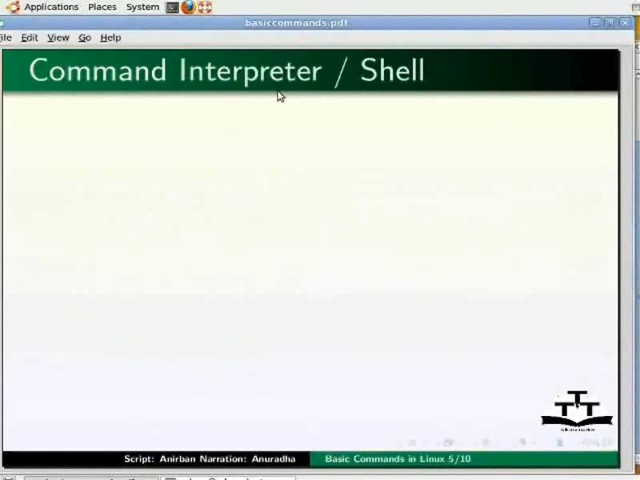 Applications Places System
basiccommands.pdf
ile Edit View Go Help
Command Interpreter / Shell
Script: Anirban Narration: Anuradha
Basic Commands in Linux 5/10